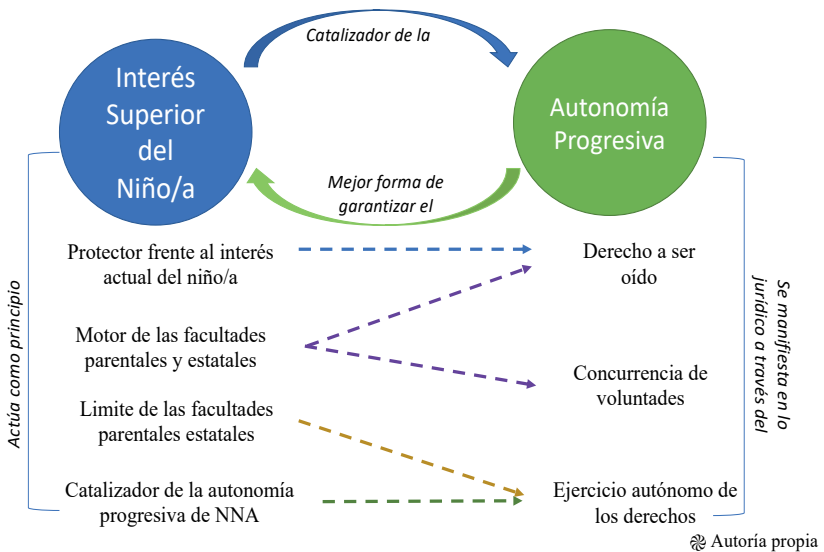 Catalizador de la
Interés
Superior
del
Niño/a
Autonomía
Progresiva
Mejor forma de
garantizar el
Actúa como principio
Protector frente al interés
actual del niño/a
Motor de las facultades
parentales y estatales
Limite de las facultades
parentales estatales
Catalizador de la autonomía
progresiva de NNA
Derecho a ser
oído
Concurrencia de
voluntades
Ejercicio autónomo de
los derechos
Se manifiesta en lo
jurídico a través del
Autoría propia